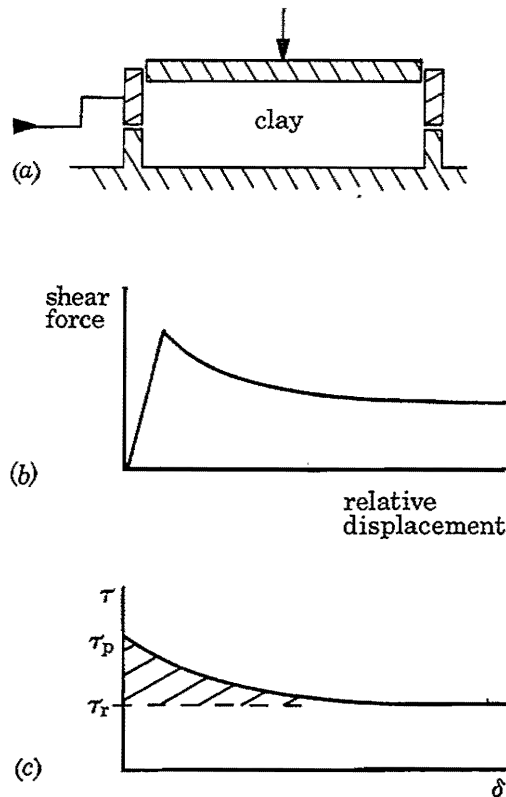 clay
(a)
shear
force
(b)
relative
displacement
τ
τp
τr
(c)
δ